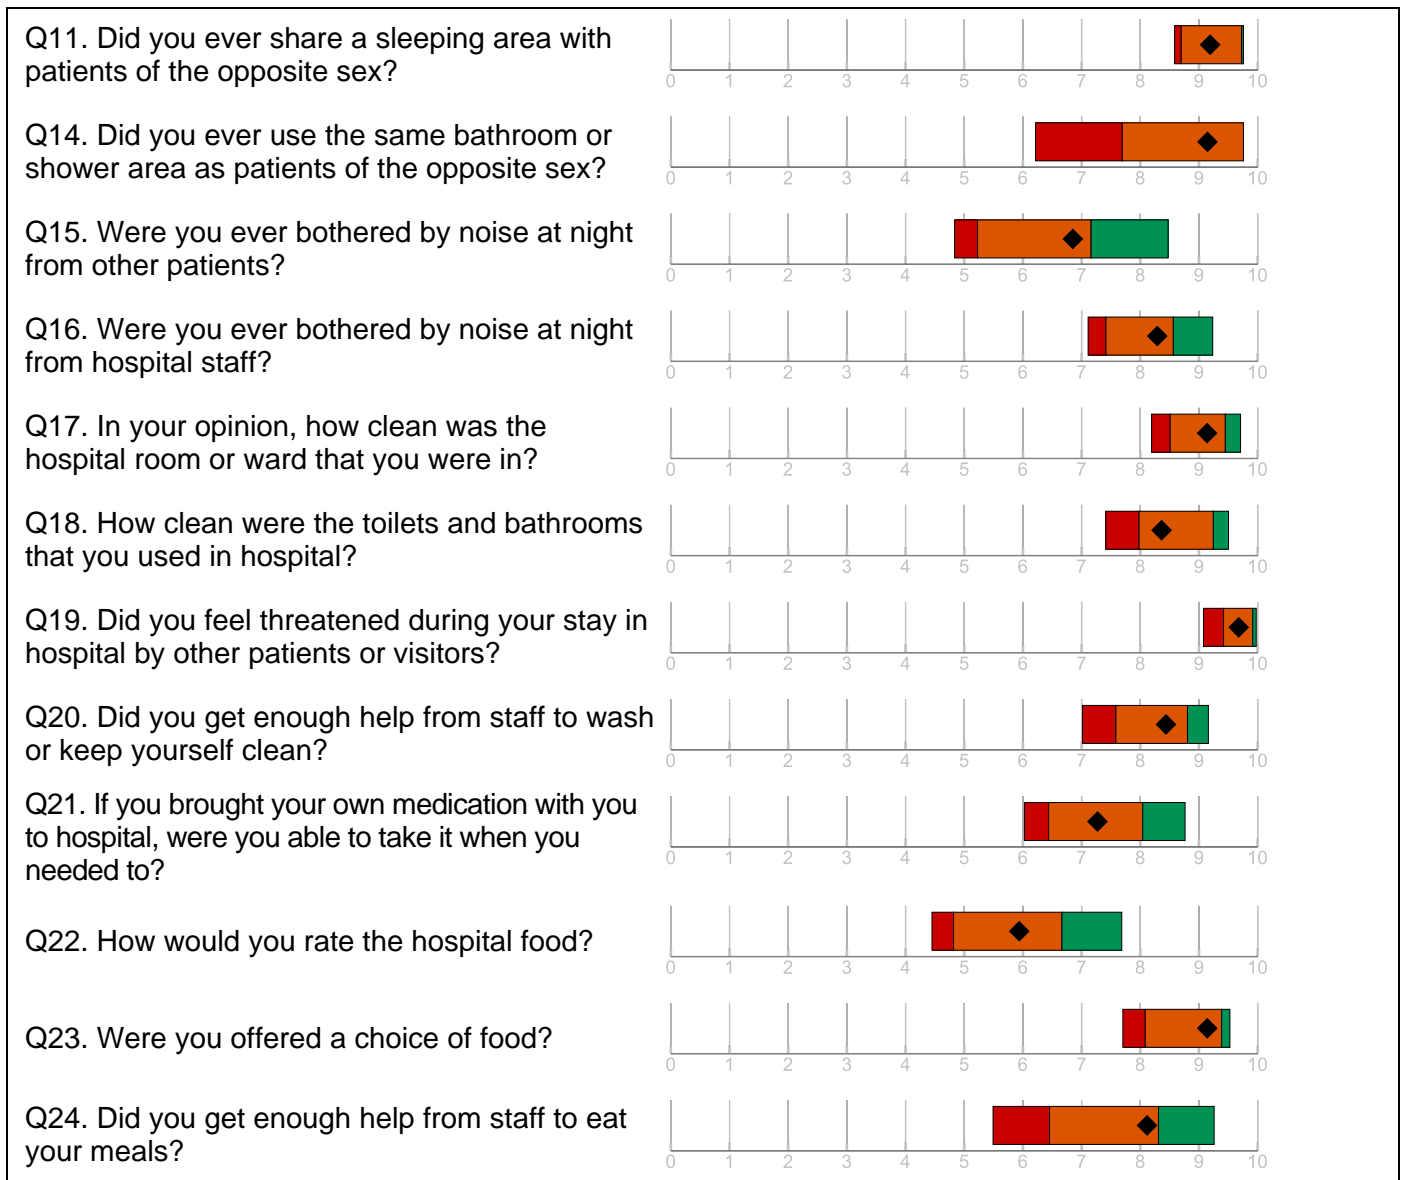 Q11. Did you ever share a sleeping area with
patients of the opposite sex?
0 1 2 3 4 5 6 7 8 9 10
Q14. Did you ever use the same bathroom or
shower area as patients of the opposite sex?
0 1 2 3 4 5 6 7 8 9 10
Q15. Were you ever bothered by noise at night
from other patients?
0 1 2 3 4 5 6 7 8 9 10
Q16. Were you ever bothered by noise at night
from hospital staff?
0 1 2 3 4 5 6 7 8 9 10
Q17. In your opinion, how clean was the
hospital room or ward that you were in?
0 1 2 3 4 5 6 7 8 9 10
Q18. How clean were the toilets and bathrooms
that you used in hospital?
0 1 2 3 4 5 6 7 8 9 10
Q19. Did you feel threatened during your stay in
hospital by other patients or visitors?
0 1 2 3 4 5 6 7 8 9 10
Q20. Did you get enough help from staff to wash
or keep yourself clean?
0 1 2 3 4 5 6 7 8 9 10
Q21. If you brought your own medication with you
to hospital, were you able to take it when you
needed to?
0 1 2 3 4 5 6 7 8 9 10
Q22. How would you rate the hospital food?
0 1 2 3 4 5 6 7 8 9 10
Q23. Were you offered a choice of food?
0 1 2 3 4 5 6 7 8 9 10
Q24. Did you get enough help from staff to eat
your meals?
0 1 2 3 4 5 6 7 8 9 10